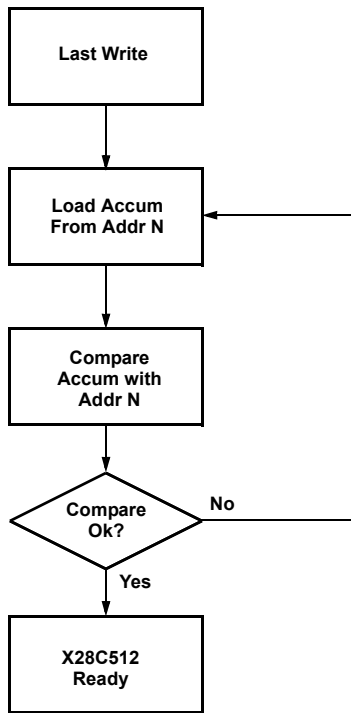 Last Write
Load Accum
From Addr N
Compare
Accum with
Addr N
Compare
Ok?
No
Yes
X28C512
Ready